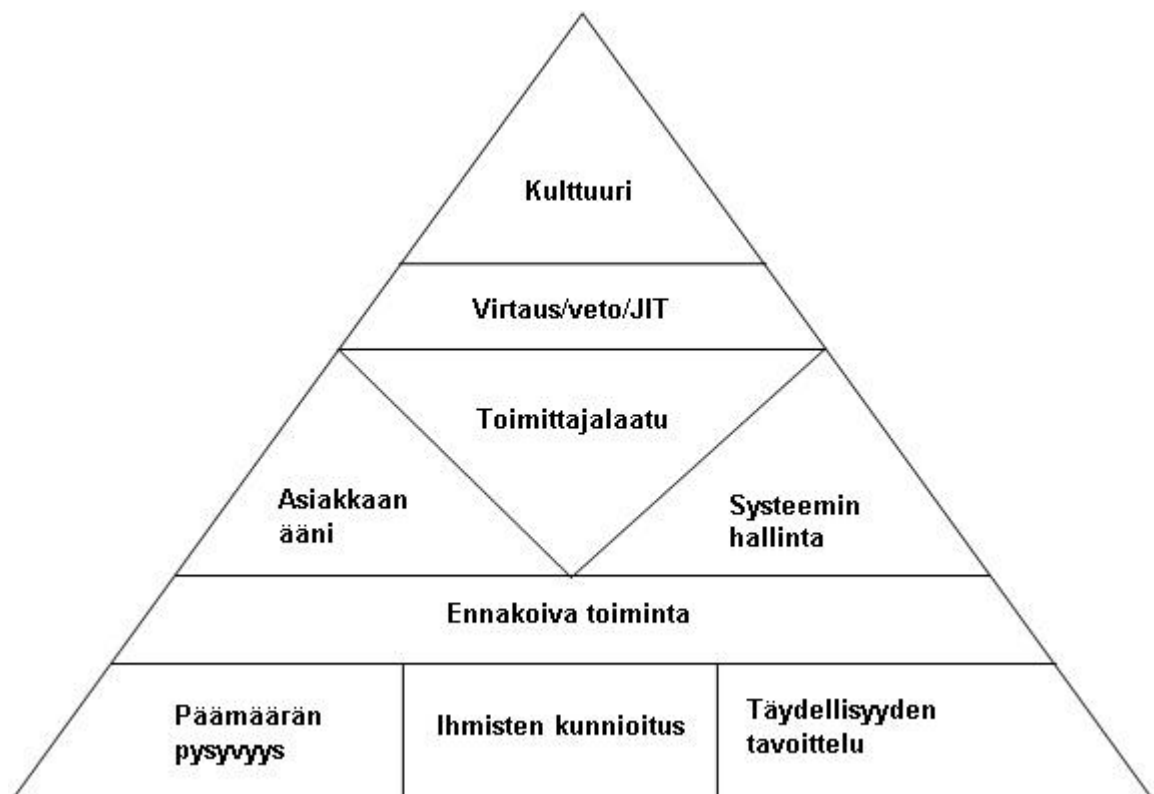 Kulttuuri
Virtaus/veto/JIT
Toimittajalaatu
Asiakkaan
ääni
Systeemin
hallinta
Ennakoiva toiminta
Päämäärän
pysyvyys
Ihmisten kunnioitus
Täydellisyyden
tavoittelu